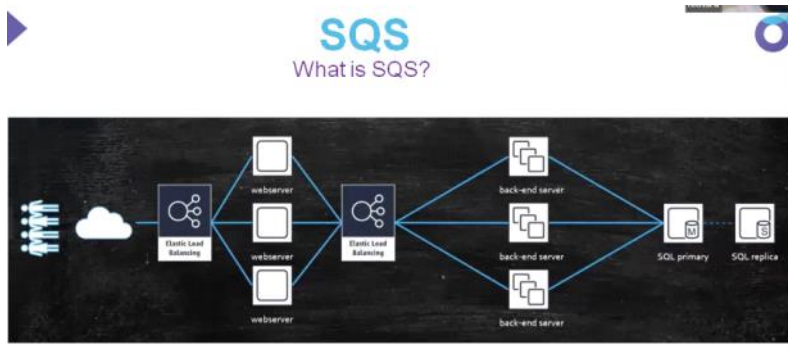 SQS
What is SQS?
webserver
back-end server
Elastic Load
Balancing
webserver
Elastic Load
Balancing
back-end server
M
S
SQL primary
SQL replica
webserver
back-end server